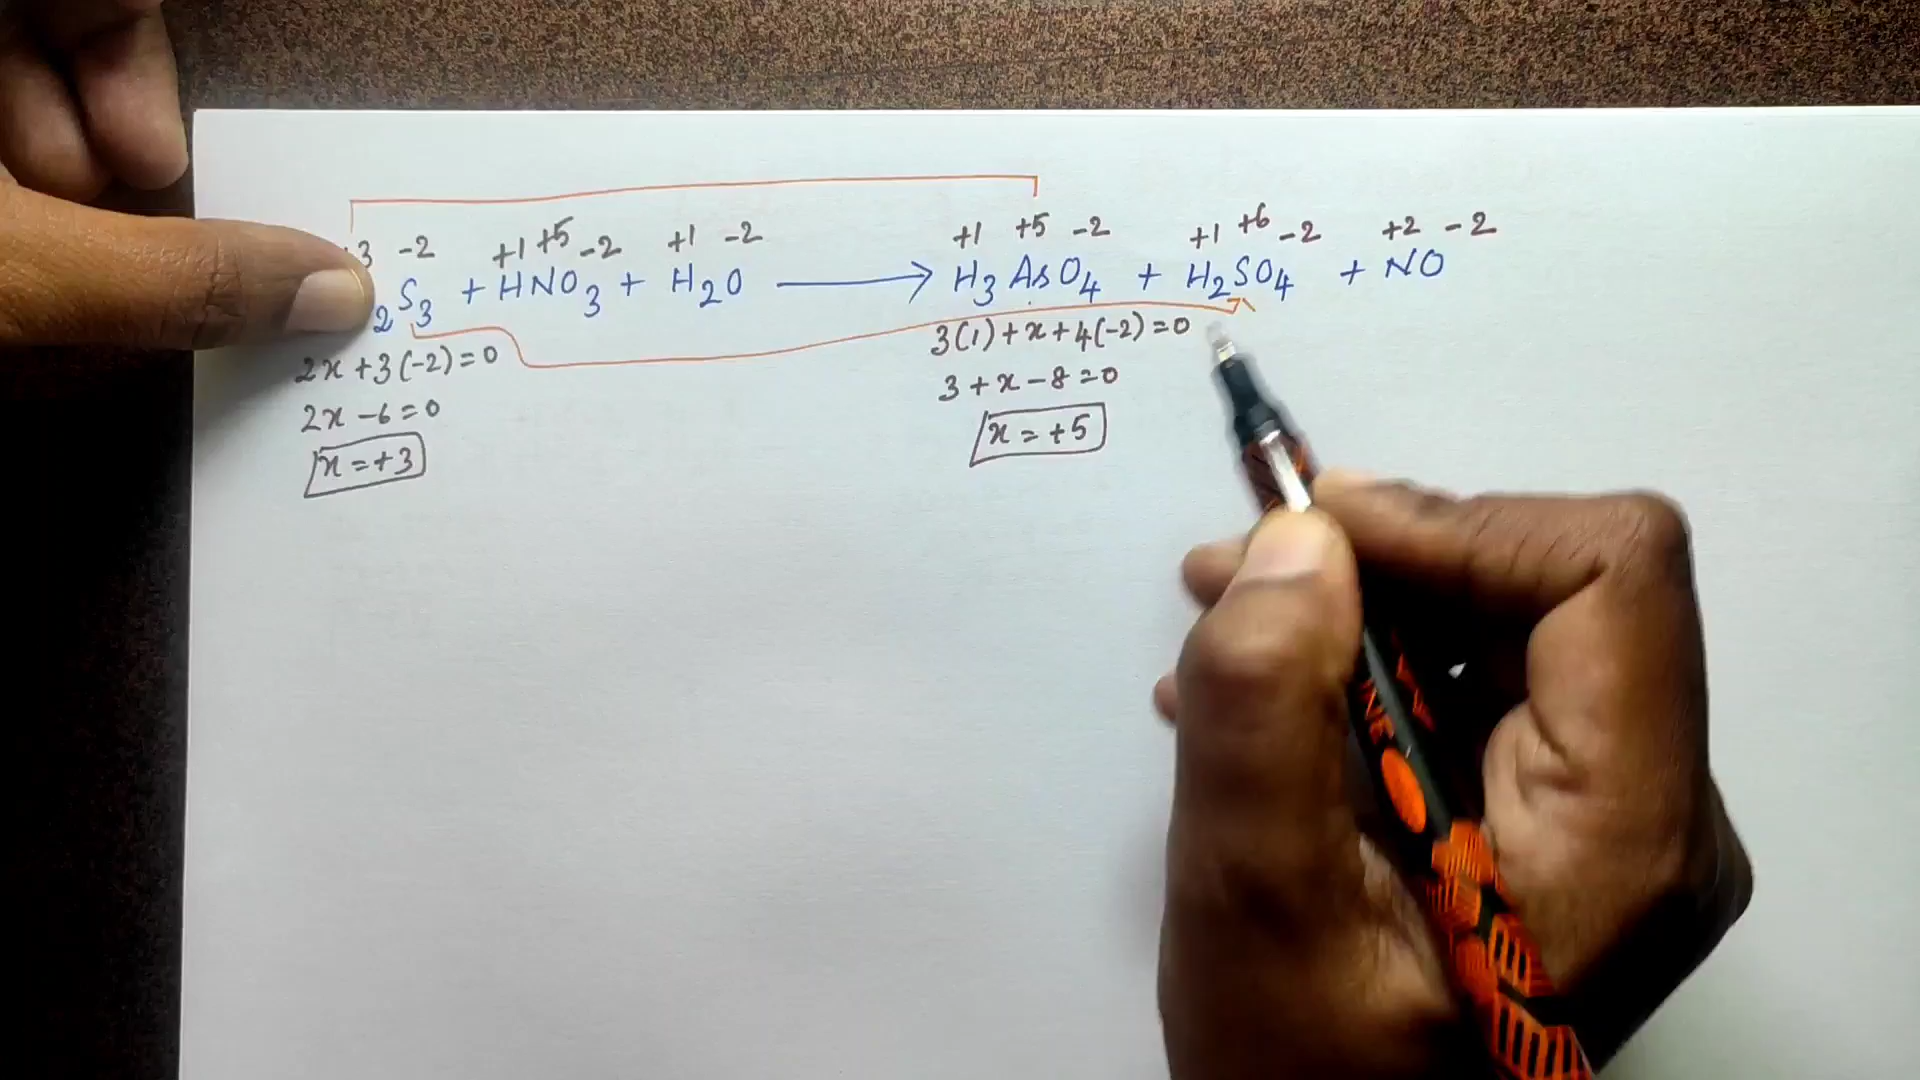 3 -2 +1 +5 -2 +1 -2 +1 +5 -2 +1 +6 -2 +2 -2
₂S₃ + HNO₃ + H₂O ⟶ H₃AsO₄ + H₂SO₄ + NO
2x + 3(-2) = 0
2x - 6 = 0
x = +3
3(1) + x + 4(-2) = 0
3 + x - 8 = 0
x = +5